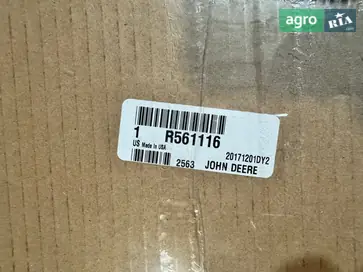 agro RIA
1 R561116
US Made in USA 20171201DY2
2563 JOHN DEERE